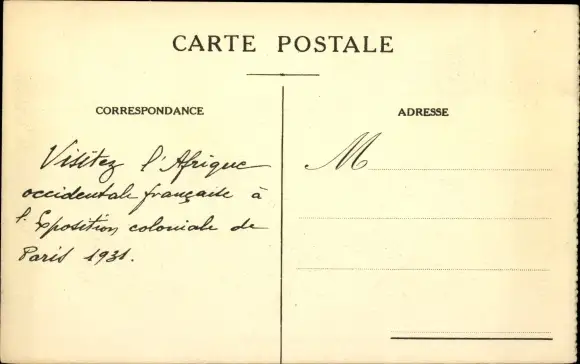 CARTE POSTALE
CORRESPONDANCE
ADRESSE
Visitez l'Afrique
occidentale française à
l'Exposition coloniale de
Paris 1931.
M